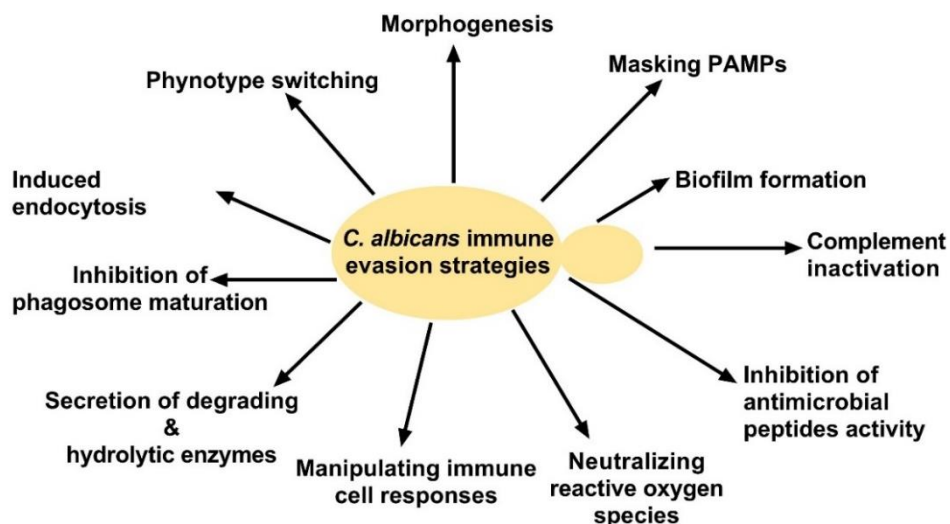 Morphogenesis
Masking PAMPs
Phynotype switching
Biofilm formation
Induced
endocytosis
C. albicans immune
evasion strategies
Complement
inactivation
Inhibition of
phagosome maturation
Inhibition of
antimicrobial
peptides activity
Secretion of degrading
&
hydrolytic enzymes
Manipulating immune
cell responses
Neutralizing
reactive oxygen
species